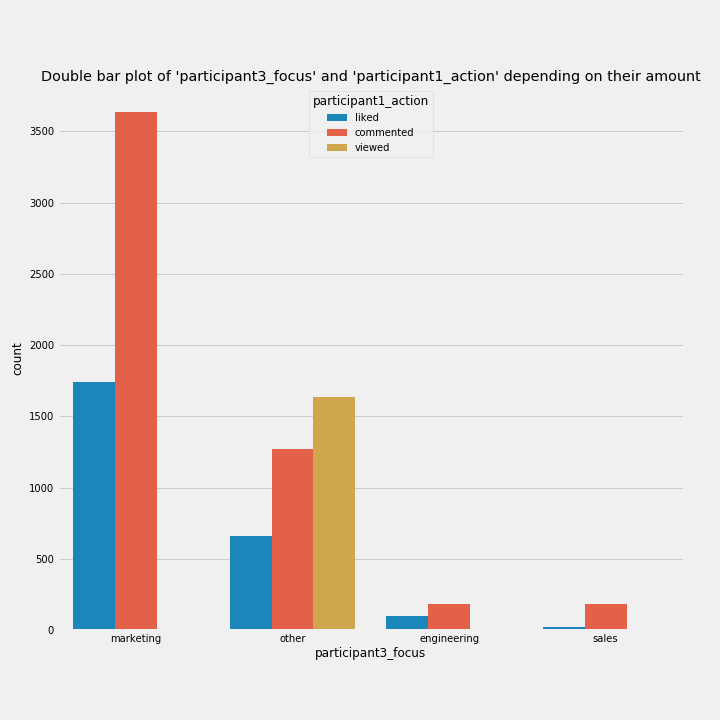 Double bar plot of 'participant3_focus' and 'participant1_action' depending on their amount
participant1_action
liked
commented
viewed
3500
3000
2500
2000
1500
1000
500
0
count
marketing other engineering sales
participant3_focus